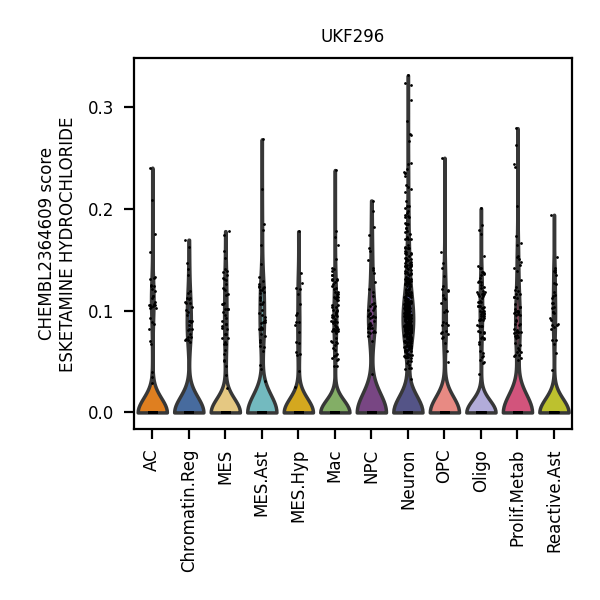 UKF296
CHEMBL2364609 score
ESKETAMINE HYDROCHLORIDE
0.3
0.2
0.1
0.0
AC
Chromatin.Reg
MES
MES.Ast
MES.Hyp
Mac
NPC
Neuron
OPC
Oligo
Prolif.Metab
Reactive.Ast